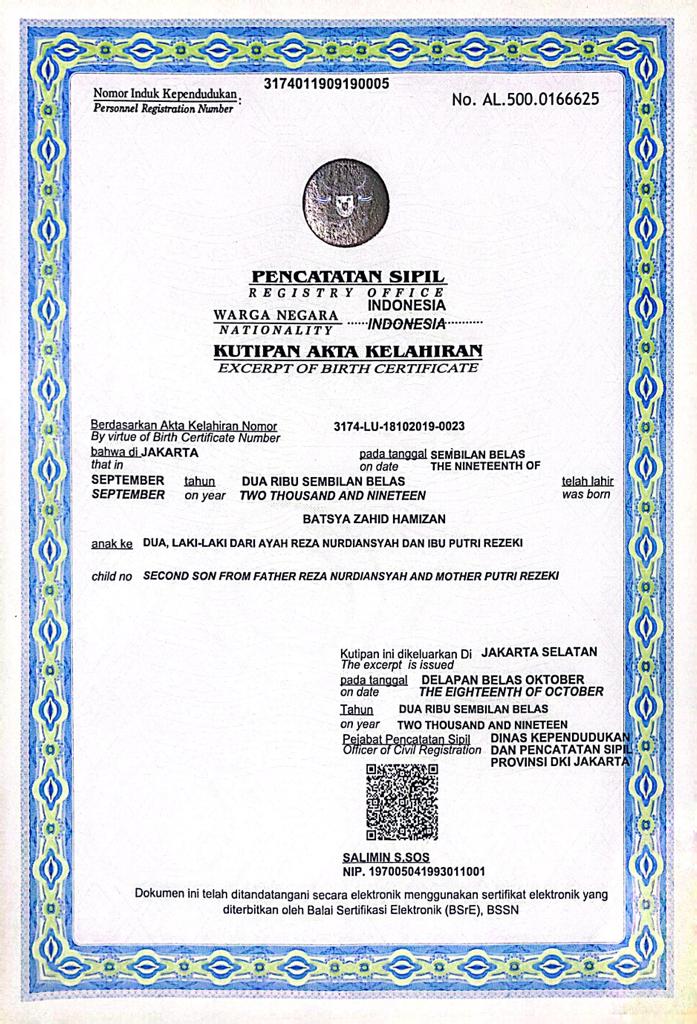 3174011909190005
Nomor Induk Kependudukan :
Personnel Registration Number
No. AL.500.0166625
PENCATATAN SIPIL
REGISTRY OFFICE
WARGA NEGARA INDONESIA
NATIONALITY ......INDONESIA...........
KUTIPAN AKTA KELAHIRAN
EXCERPT OF BIRTH CERTIFICATE
Berdasarkan Akta Kelahiran Nomor 3174-LU-18102019-0023
By virtue of Birth Certificate Number
bahwa di JAKARTA pada tanggal SEMBILAN BELAS
that in on date THE NINETEENTH OF
SEPTEMBER tahun DUA RIBU SEMBILAN BELAS telah lahir
SEPTEMBER on year TWO THOUSAND AND NINETEEN was born
BATSYA ZAHID HAMIZAN
anak ke DUA, LAKI-LAKI DARI AYAH REZA NURDIANSYAH DAN IBU PUTRI REZEKI
child no SECOND SON FROM FATHER REZA NURDIANSYAH AND MOTHER PUTRI REZEKI
Kutipan ini dikeluarkan Di JAKARTA SELATAN
The excerpt is issued
pada tanggal DELAPAN BELAS OKTOBER
on date THE EIGHTEENTH OF OCTOBER
Tahun DUA RIBU SEMBILAN BELAS
on year TWO THOUSAND AND NINETEEN
Pejabat Pencatatan Sipil DINAS KEPENDUDUKAN
Officer of Civil Registration DAN PENCATATAN SIPIL
PROVINSI DKI JAKARTA
SALIMIN S.SOS
NIP. 197005041993011001
Dokumen ini telah ditandatangani secara elektronik menggunakan sertifikat elektronik yang
diterbitkan oleh Balai Sertifikasi Elektronik (BSrE), BSSN